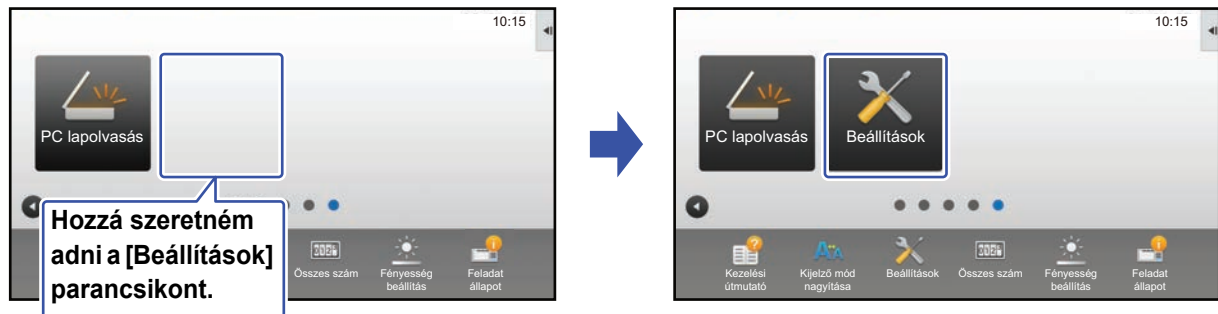 10:15
PC lapolvasás
Hozzá szeretném
adni a [Beállítások]
parancsikont.
Összes szám
Fényesség
beállítás
Feladat
állapot
10:15
PC lapolvasás
Beállítások
Kezelési
útmutató
Kijelző mód
nagyítása
Beállítások
Összes szám
Fényesség
beállítás
Feladat
állapot